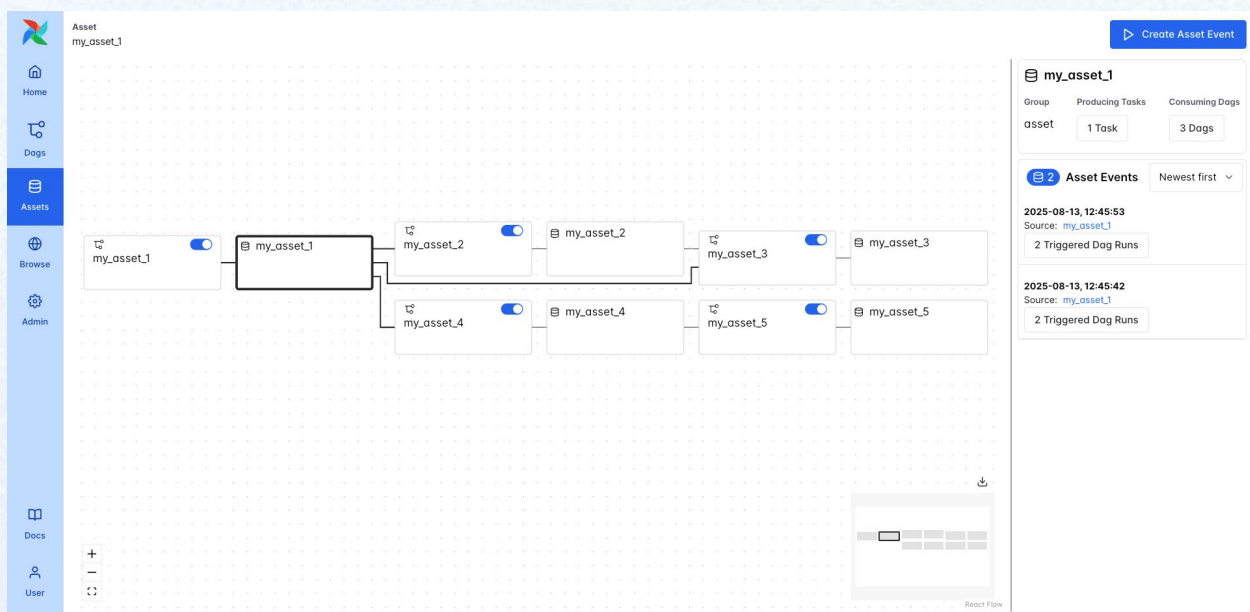 Asset
my_asset_1
Create Asset Event
Home
Dags
Assets
Browse
Admin
Docs
User
my_asset_1
my_asset_1
my_asset_2
my_asset_2
my_asset_3
my_asset_3
my_asset_4
my_asset_4
my_asset_5
my_asset_5
React Flow
my_asset_1
Group Producing Tasks Consuming Dags
asset 1 Task 3 Dags
2 Asset Events Newest first
2025-08-13, 12:45:53
Source: my_asset_1
2 Triggered Dag Runs
2025-08-13, 12:45:42
Source: my_asset_1
2 Triggered Dag Runs